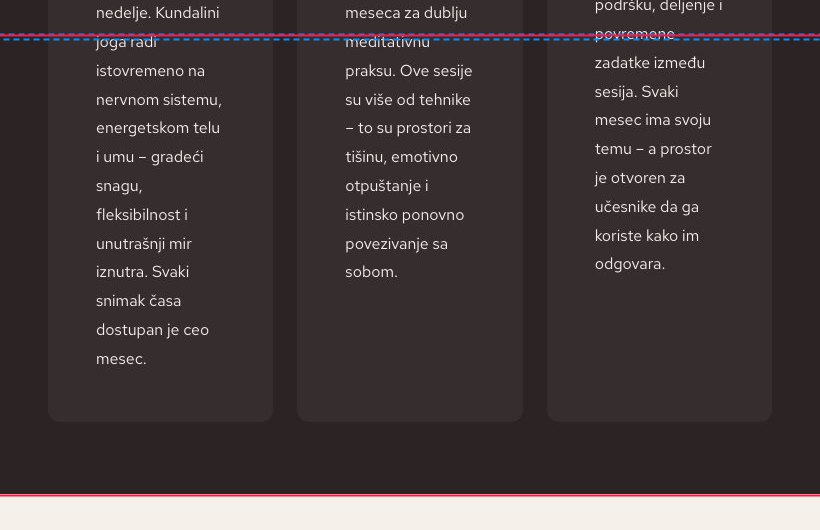 nedelje. Kundalini
joga radi
istovremeno na
nervnom sistemu,
energetskom telu
i umu – gradeći
snagu,
fleksibilnost i
unutrašnji mir
iznutra. Svaki
snimak časa
dostupan je ceo
mesec.
meseca za dublju
meditativnu
praksu. Ove sesije
su više od tehnike
– to su prostori za
tišinu, emotivno
otpuštanje i
istinsko ponovno
povezivanje sa
sobom.
podršku, deljenje i
povremene
zadatke između
sesija. Svaki
mesec ima svoju
temu – a prostor
je otvoren za
učesnike da ga
koriste kako im
odgovara.